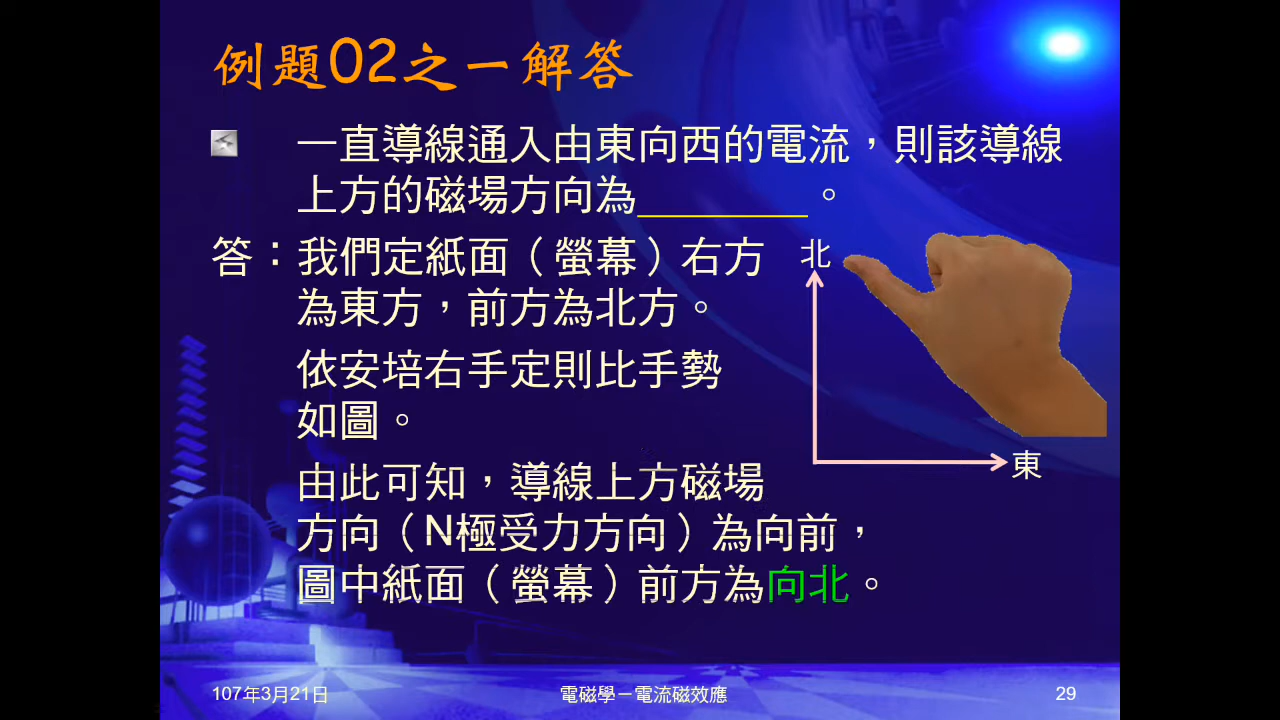 例題02之一解答
一直導線通入由東向西的電流，則該導線
上方的磁場方向為________。
答：我們定紙面（螢幕）右方
為東方，前方為北方。
依安培右手定則比手勢
如圖。
由此可知，導線上方磁場
方向（N極受力方向）為向前，
圖中紙面（螢幕）前方為向北。
北
東
107年3月21日
電磁學－電流磁效應
29